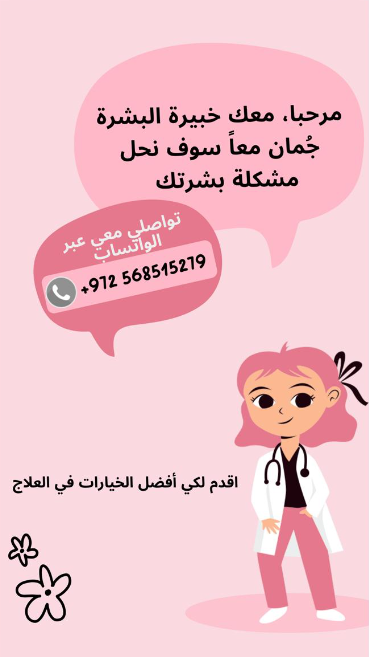 مرحبا، معك خبيرة البشرة
جُمان معاً سوف نحل
مشكلة بشرتك
تواصلي معي عبر
الواتساب
+972 568515279
اقدم لكي أفضل الخيارات في العلاج